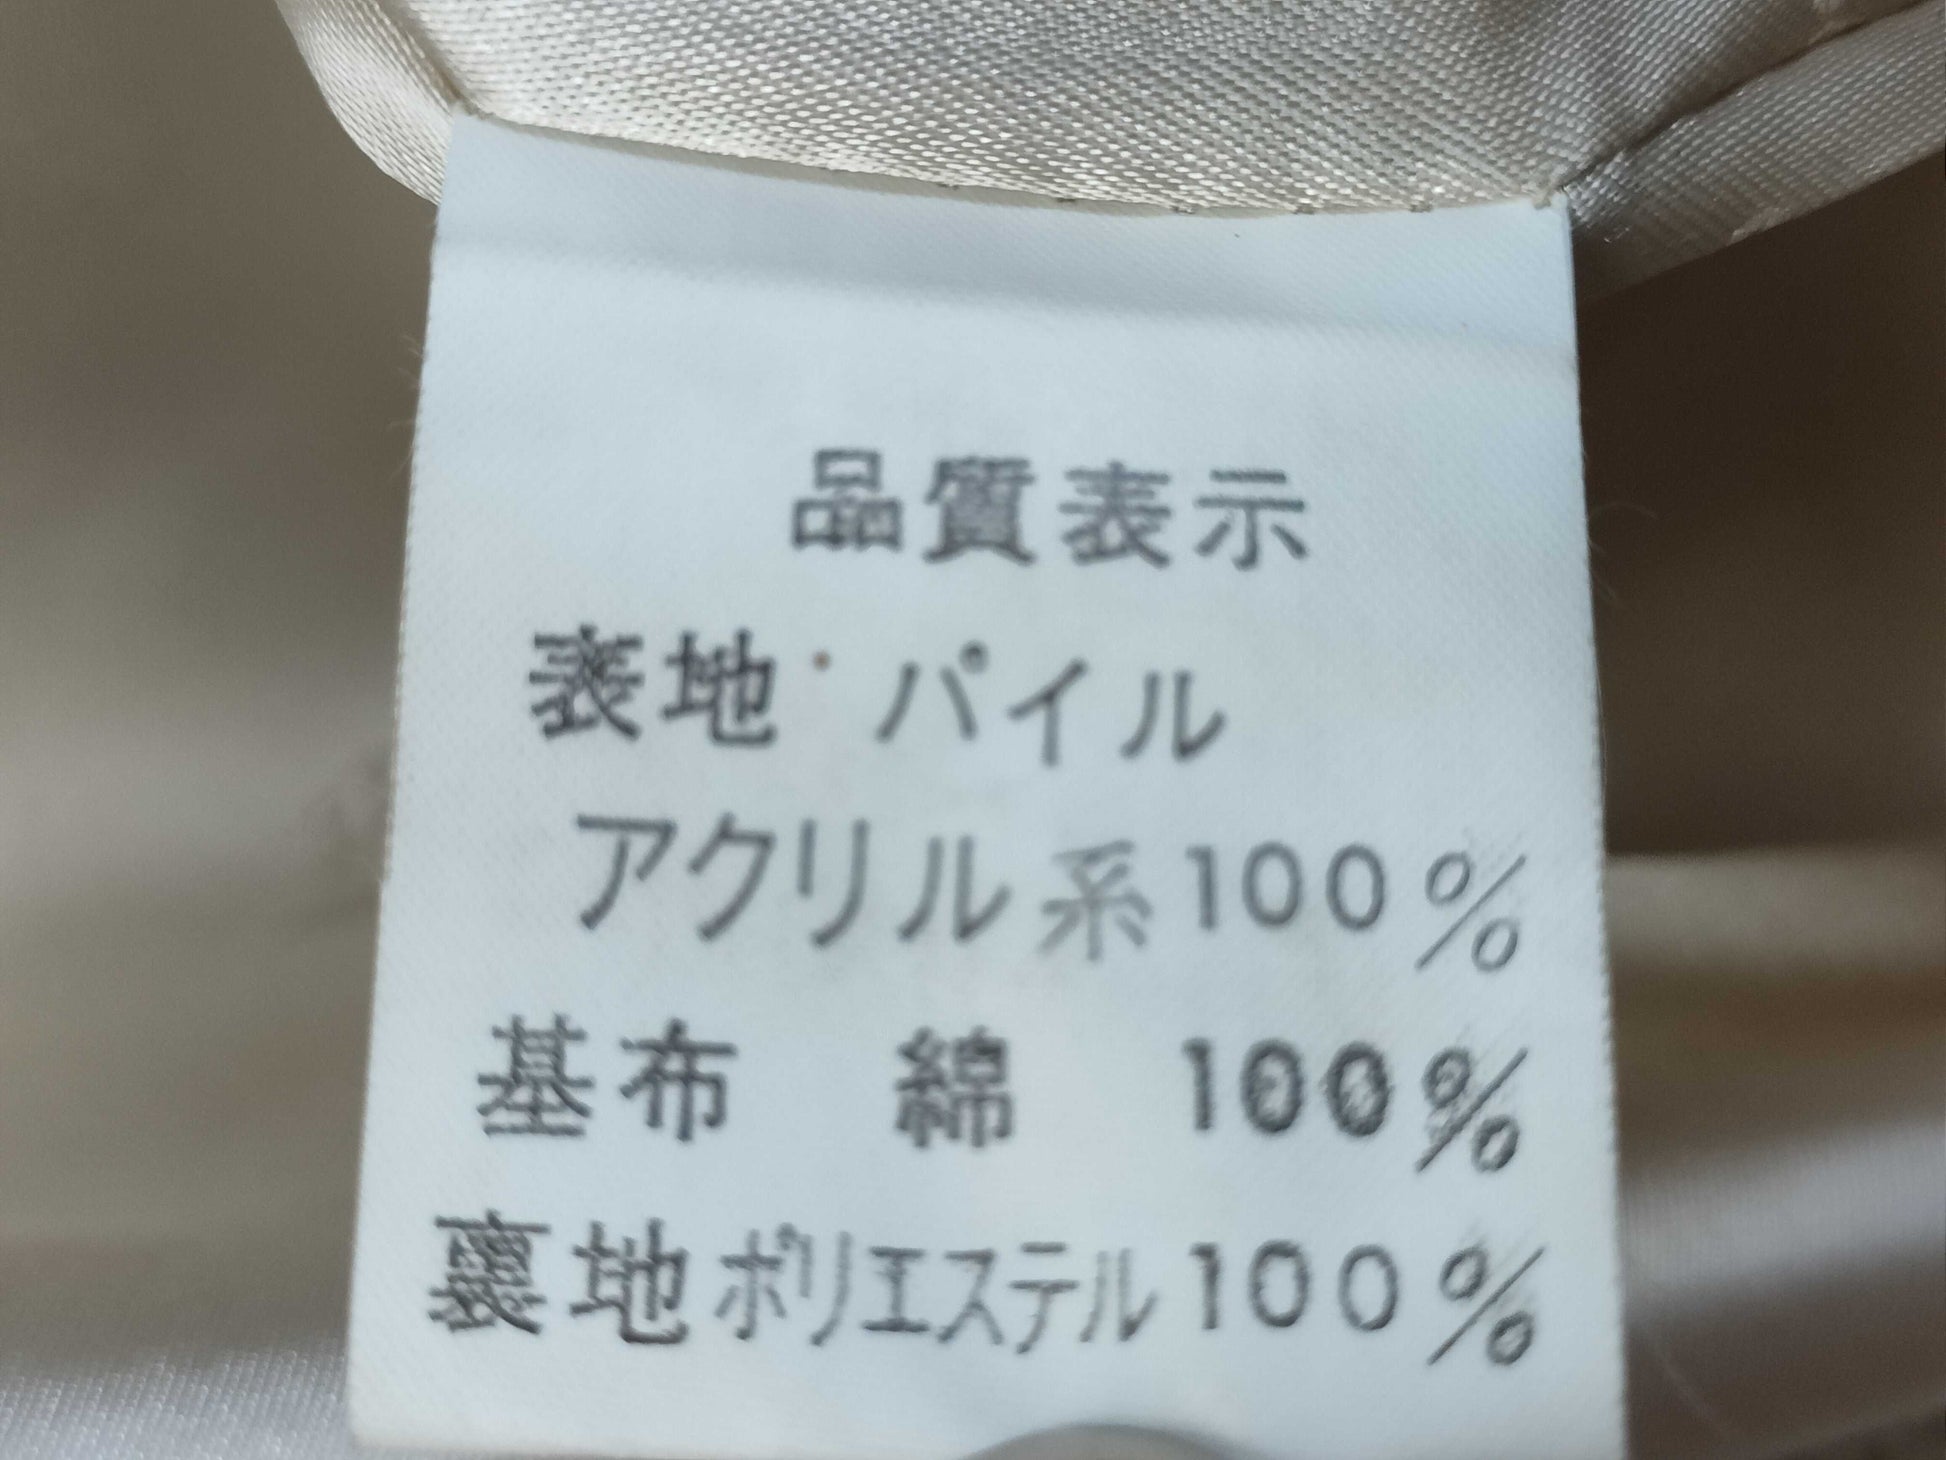 品質表示
表地 パイル
アクリル系100%
基布 綿 100%
裏地ポリエステル100%